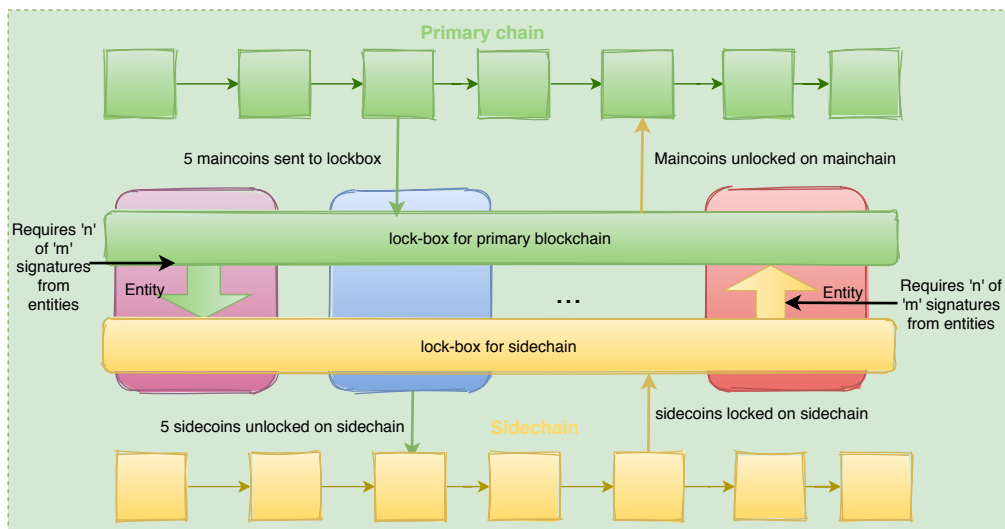 Primary chain
5 maincoins sent to lockbox
Maincoins unlocked on mainchain
Requires 'n'
of 'm'
signatures
from
entities
lock-box for primary blockchain
Entity
...
Entity
Requires 'n' of
'm' signatures
from entities
lock-box for sidechain
5 sidecoins unlocked on sidechain
Sidechain
sidecoins locked on sidechain